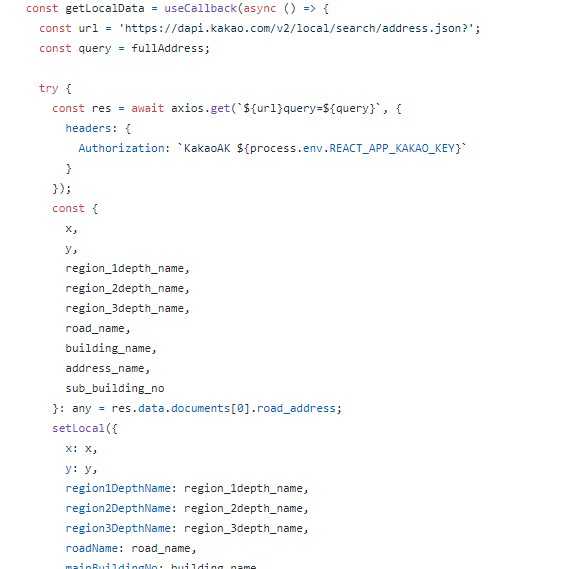 const getLocalData = useCallback(async () => {
const url = 'https://dapi.kakao.com/v2/local/search/address.json?';
const query = fullAddress;
try {
const res = await axios.get(`${url}query=${query}`, {
headers: {
Authorization: `KakaoAK ${process.env.REACT_APP_KAKAO_KEY}`
}
});
const {
x,
y,
region_1depth_name,
region_2depth_name,
region_3depth_name,
road_name,
building_name,
address_name,
sub_building_no
}: any = res.data.documents[0].road_address;
setLocal({
x: x,
y: y,
region1DepthName: region_1depth_name,
region2DepthName: region_2depth_name,
region3DepthName: region_3depth_name,
roadName: road_name,
mainBuildingNo: building_name,